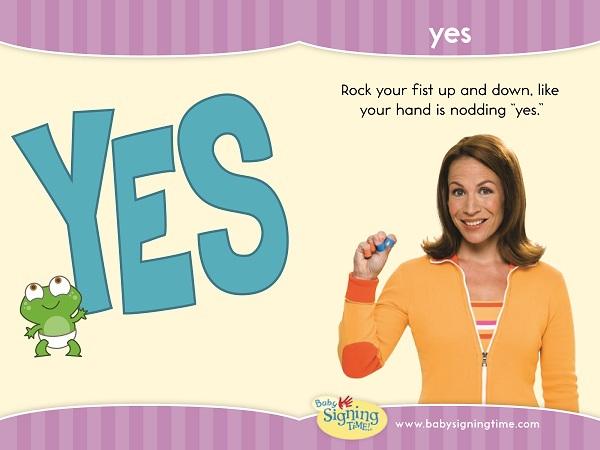 YES
yes
Rock your fist up and down, like
your hand is nodding "yes."
Baby
Signing
TIME!
www.babysigningtime.com